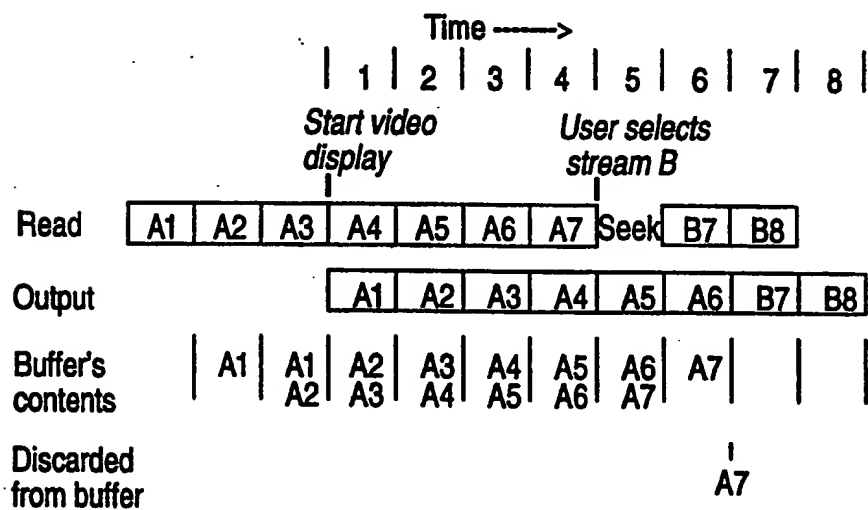 Time ------>
| 1 | 2 | 3 | 4 | 5 | 6 | 7 | 8 |
Start video
display
User selects
stream B
Read A1 A2 A3 A4 A5 A6 A7 Seek B7 B8
Output A1 A2 A3 A4 A5 A6 B7 B8
Buffer's
contents
A1 A1 A2 A3 A4 A5 A6 A7
A2 A3 A4 A5 A6 A7
Discarded
from buffer
A7